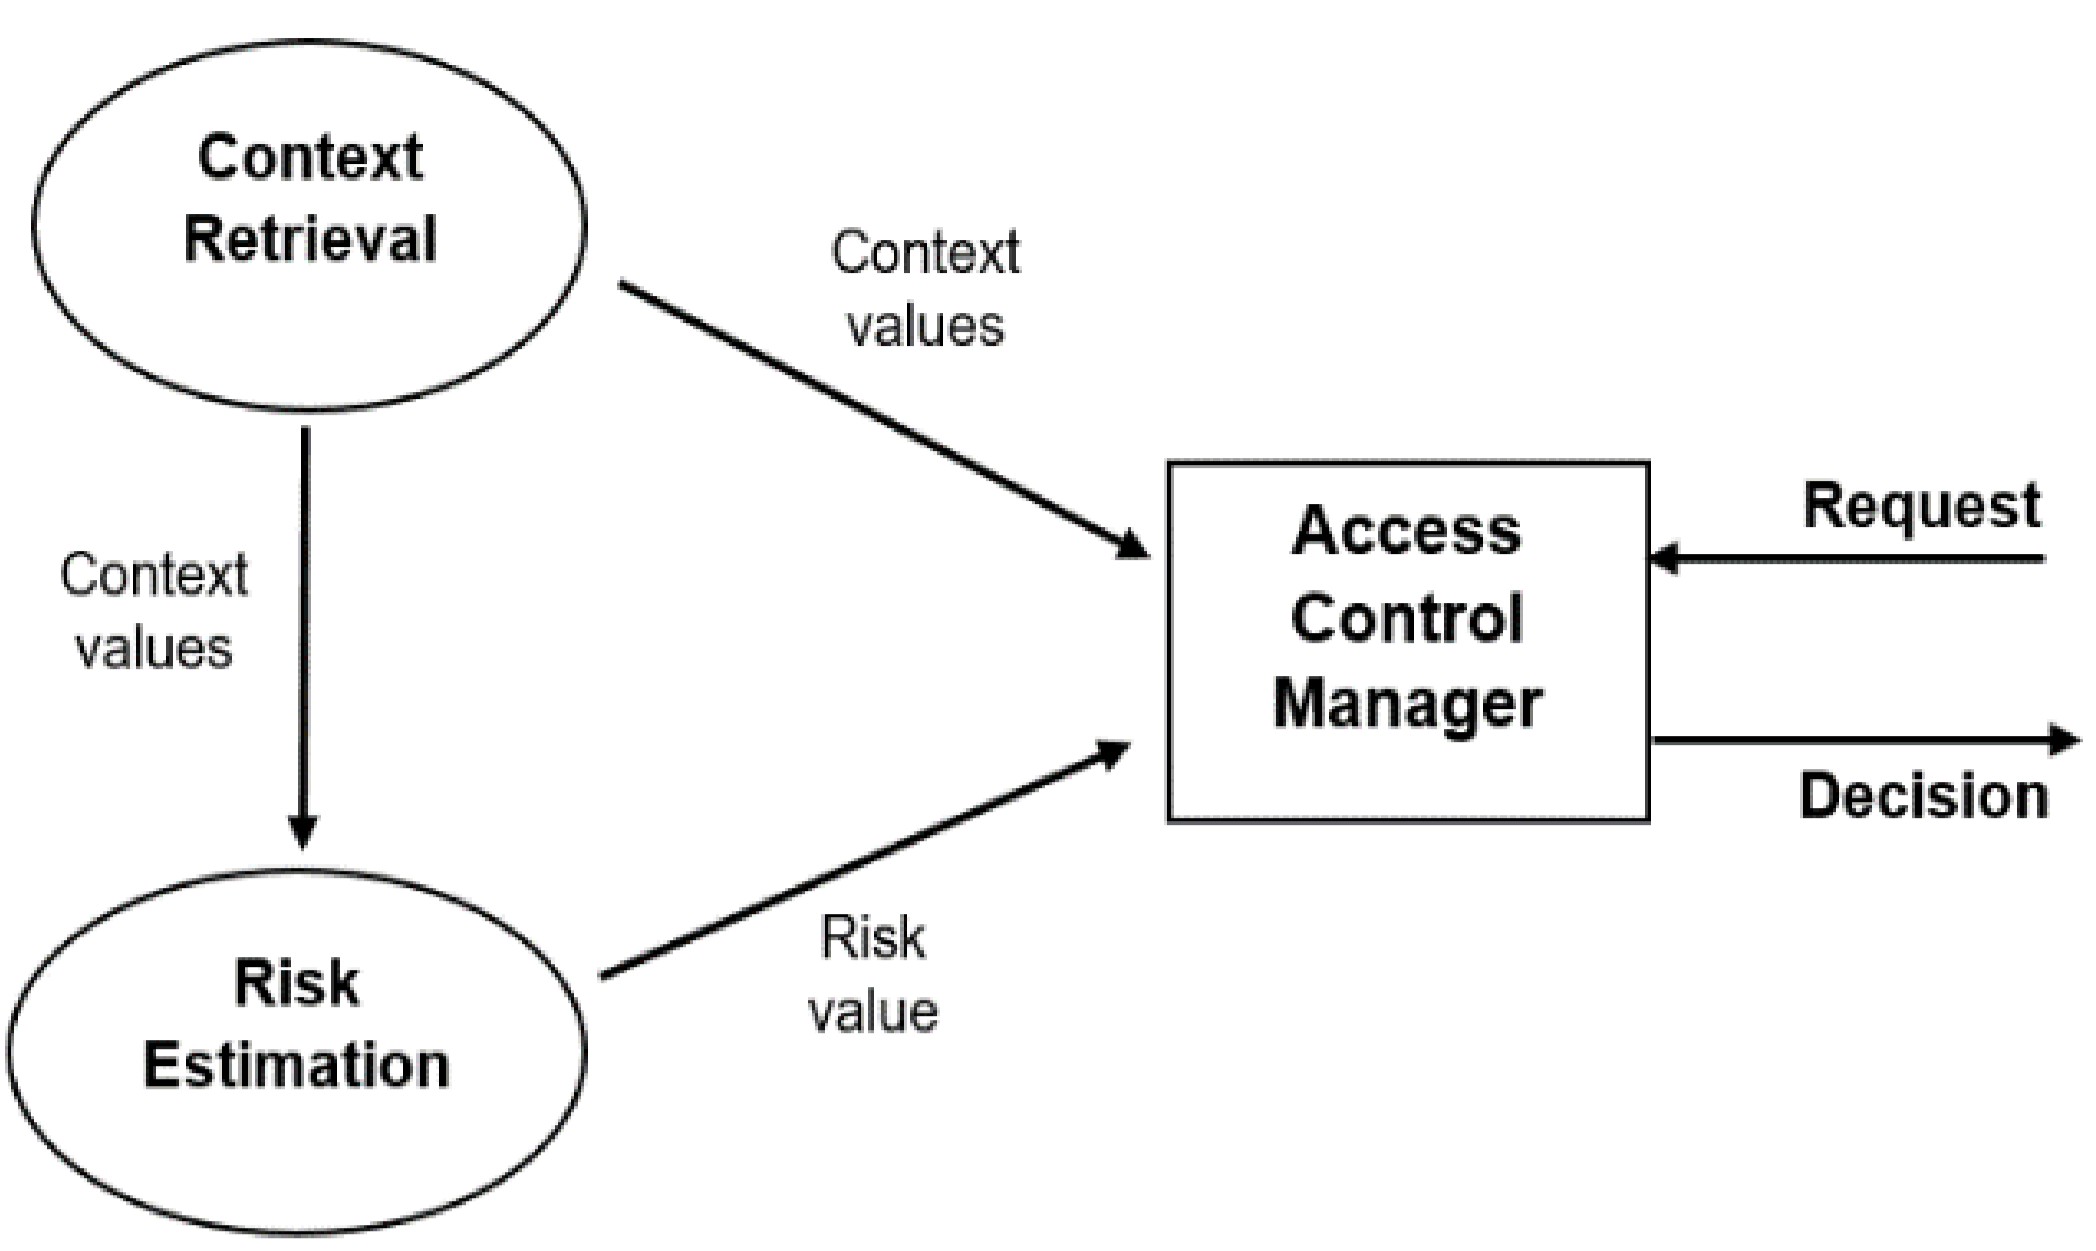 Context
Retrieval
Context
values
Context
values
Access
Control
Manager
Request
Decision
Risk
value
Risk
Estimation